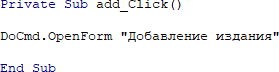 Private Sub add_Click()
DoCmd.OpenForm "Добавление издания"
End Sub